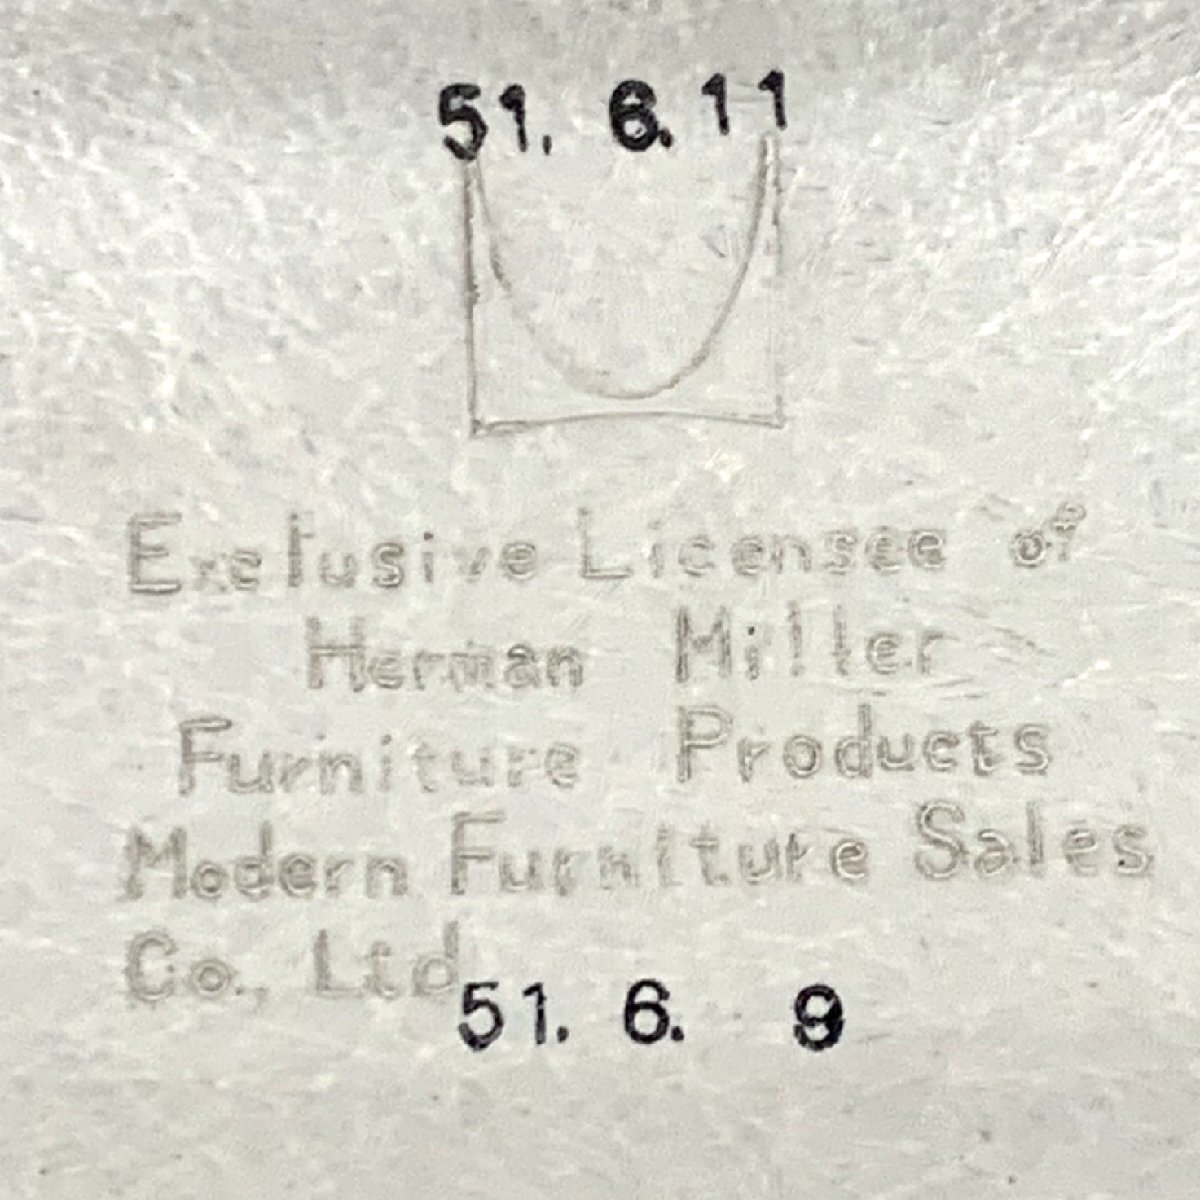 51. 6. 11
Exclusive Licensee of
Herman Miller
Furniture Products
Modern Furniture Sales
Co., Ltd
51. 6. 9